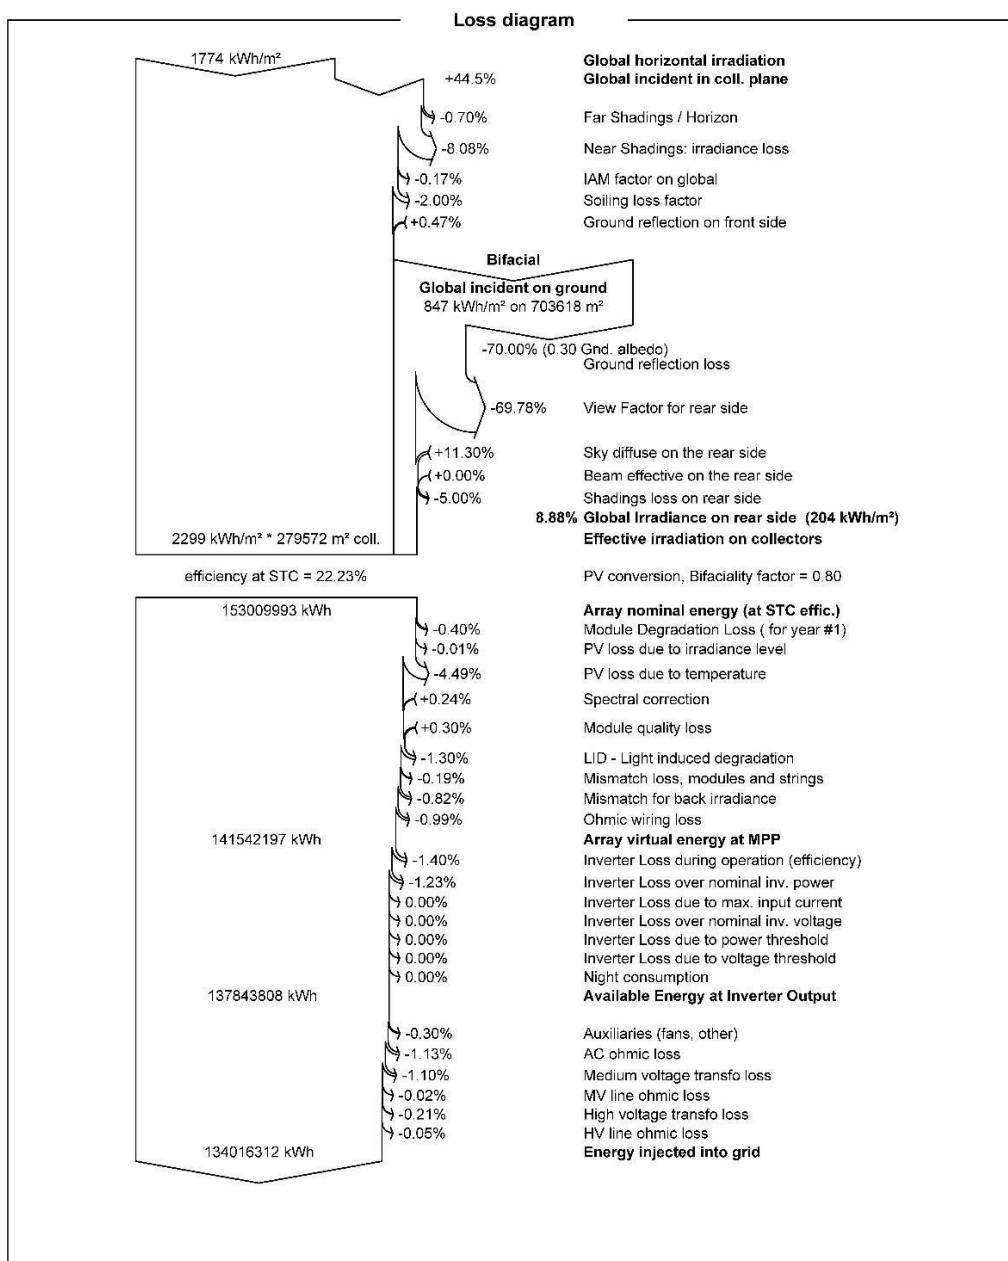 Loss diagram
1774 kWh/m² Global horizontal irradiation
+44.5% Global incident in coll. plane
-0.70% Far Shadings / Horizon
-8.08% Near Shadings: irradiance loss
-0.17% IAM factor on global
-2.00% Soiling loss factor
+0.47% Ground reflection on front side
Bifacial
Global incident on ground
847 kWh/m² on 703618 m²
-70.00% (0.30 Gnd. albedo)
Ground reflection loss
-69.78% View Factor for rear side
+11.30% Sky diffuse on the rear side
+0.00% Beam effective on the rear side
-5.00% Shadings loss on rear side
8.88% Global Irradiance on rear side (204 kWh/m²)
2299 kWh/m² * 279572 m² coll. Effective irradiation on collectors
efficiency at STC = 22.23% PV conversion, Bifaciality factor = 0.80
153009993 kWh Array nominal energy (at STC effic.)
-0.40% Module Degradation Loss ( for year #1)
-0.01% PV loss due to irradiance level
-4.49% PV loss due to temperature
+0.24% Spectral correction
+0.30% Module quality loss
-1.30% LID - Light induced degradation
-0.19% Mismatch loss, modules and strings
-0.82% Mismatch for back irradiance
-0.99% Ohmic wiring loss
141542197 kWh Array virtual energy at MPP
-1.40% Inverter Loss during operation (efficiency)
-1.23% Inverter Loss over nominal inv. power
0.00% Inverter Loss due to max. input current
0.00% Inverter Loss over nominal inv. voltage
0.00% Inverter Loss due to power threshold
0.00% Inverter Loss due to voltage threshold
0.00% Night consumption
137843808 kWh Available Energy at Inverter Output
-0.30% Auxiliaries (fans, other)
-1.13% AC ohmic loss
-1.10% Medium voltage transfo loss
-0.02% MV line ohmic loss
-0.21% High voltage transfo loss
-0.05% HV line ohmic loss
134016312 kWh Energy injected into grid